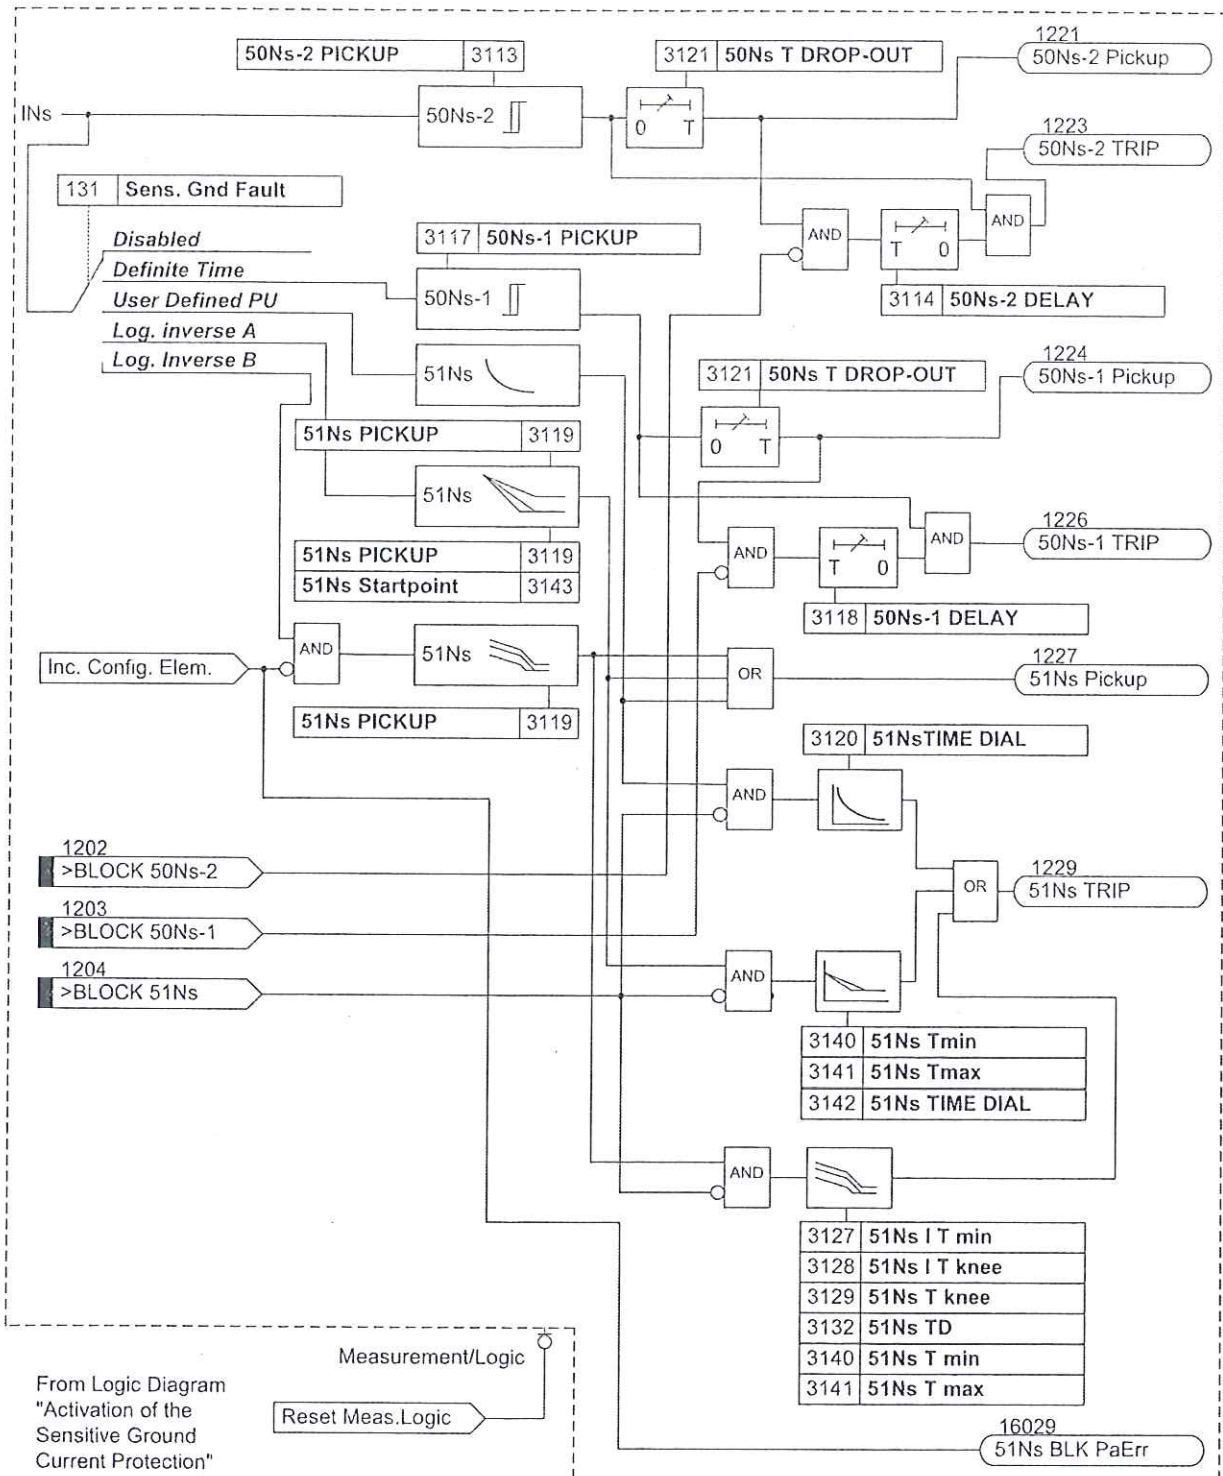 1221
50Ns-2 PICKUP 3113
3121 50Ns T DROP-OUT
50Ns-2 Pickup
INs
50Ns-2
0 T
1223
50Ns-2 TRIP
131 Sens. Gnd Fault
AND
AND
T 0
3114 50Ns-2 DELAY
Disabled
Definite Time
User Defined PU
Log. inverse A
Log. Inverse B
3117 50Ns-1 PICKUP
50Ns-1
51Ns
3121 50Ns T DROP-OUT
0 T
1224
50Ns-1 Pickup
51Ns PICKUP 3119
51Ns
51Ns PICKUP 3119
51Ns Startpoint 3143
AND
T 0
AND
1226
50Ns-1 TRIP
3118 50Ns-1 DELAY
Inc. Config. Elem.
AND
51Ns
51Ns PICKUP 3119
OR
1227
51Ns Pickup
3120 51NsTIME DIAL
AND
1202
>BLOCK 50Ns-2
OR
1229
51Ns TRIP
1203
>BLOCK 50Ns-1
1204
>BLOCK 51Ns
AND
3140 51Ns Tmin
3141 51Ns Tmax
3142 51Ns TIME DIAL
AND
3127 51Ns I T min
3128 51Ns I T knee
3129 51Ns T knee
3132 51Ns TD
3140 51Ns T min
3141 51Ns T max
Measurement/Logic
From Logic Diagram
"Activation of the
Sensitive Ground
Current Protection"
Reset Meas.Logic
16029
51Ns BLK PaErr